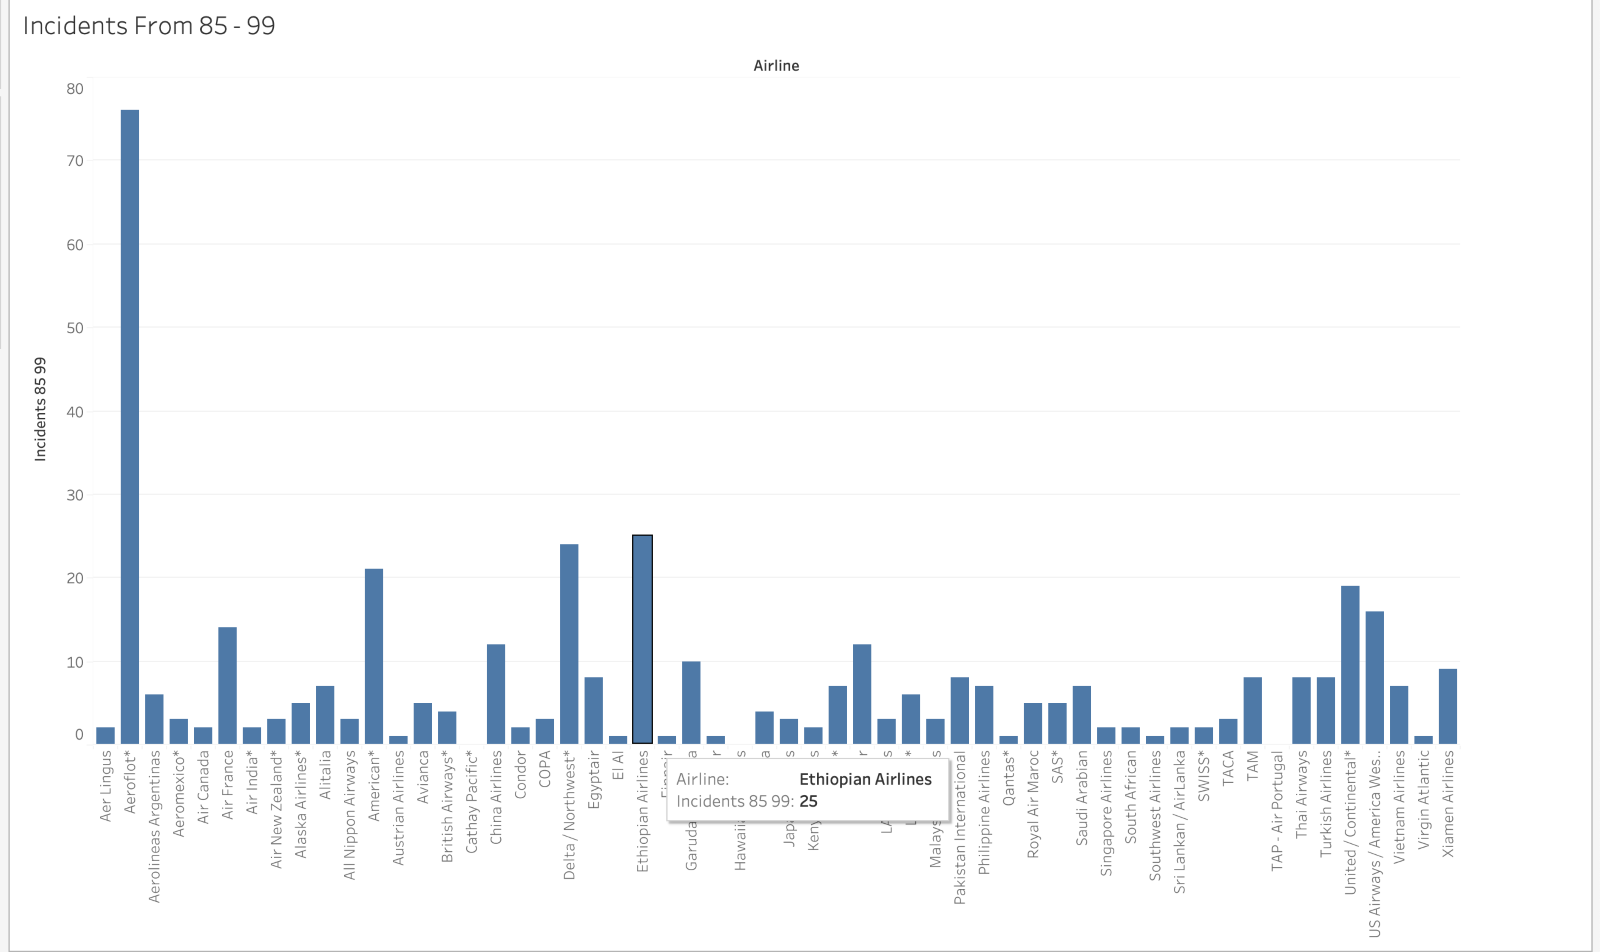 Incidents From 85 - 99
Airline
Incidents 85 99
80
70
60
50
40
30
20
10
0
Aer Lingus
Aeroflot*
Aerolineas Argentinas
Aeromexico*
Air Canada
Air France
Air India*
Air New Zealand*
Alaska Airlines*
Alitalia
All Nippon Airways
American*
Austrian Airlines
Avianca
British Airways*
Cathay Pacific*
China Airlines
Condor
COPA
Delta / Northwest*
Egyptair
El Al
Ethiopian Airlines
Pakistan International
Philippine Airlines
Qantas*
Royal Air Maroc
SAS*
Saudi Arabian
Singapore Airlines
South African
Southwest Airlines
Sri Lankan / AirLanka
SWISS*
TACA
TAM
TAP - Air Portugal
Thai Airways
Turkish Airlines
United / Continental*
US Airways / America Wes..
Vietnam Airlines
Virgin Atlantic
Xiamen Airlines
Airline: Ethiopian Airlines
Incidents 85 99: 25